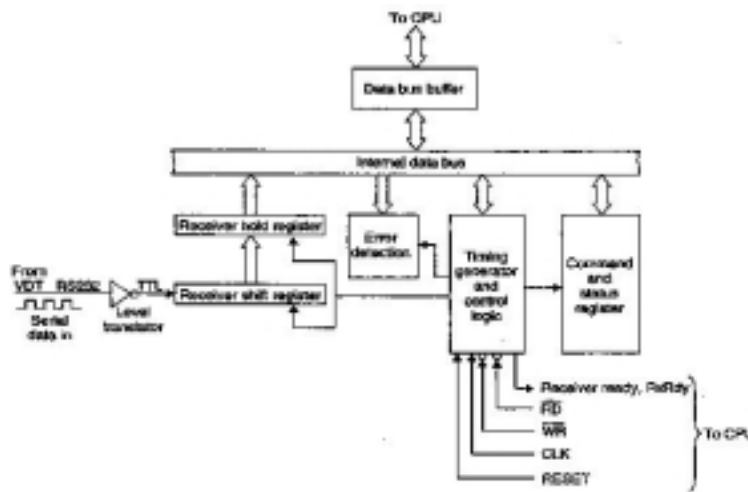 To CPU
Data bus buffer
Internal data bus
Receiver hold register
Error
detection
Timing
generator
and
control
logic
Command
and
status
register
From
VDT RS232 TTL
Receiver shift register
Serial
data in
Level
translator
Receiver ready, RxRdy
RD
WR
CLK
RESET
To CPU